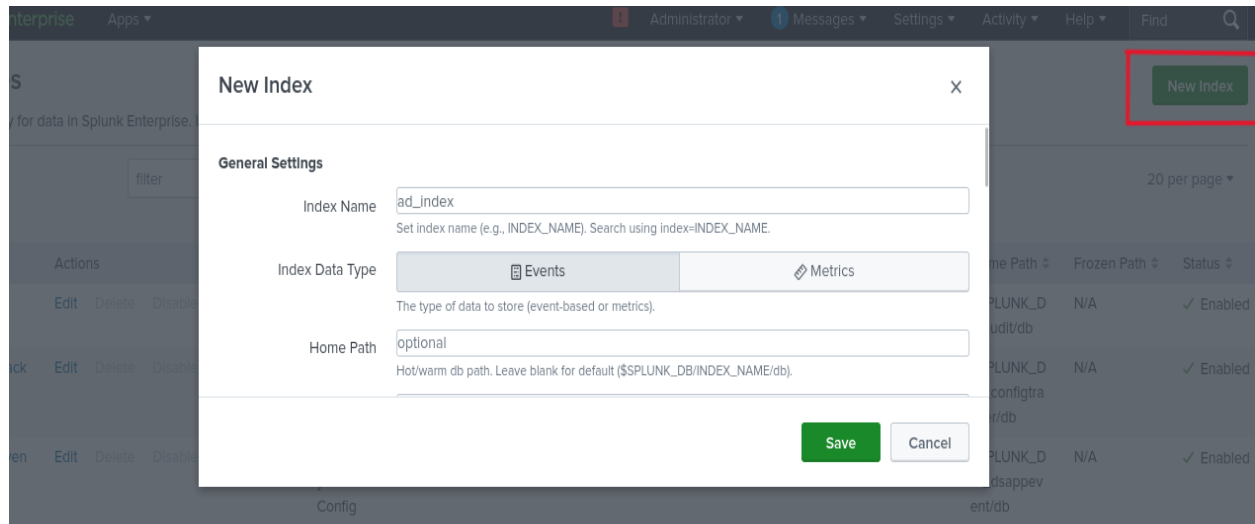 nterprise Apps ▾ ! Administrator ▾ 1 Messages ▾ Settings ▾ Activity ▾ Help ▾ Find
s
New Index
New Index
y for data in Splunk Enterprise.
General Settings
filter
20 per page ▾
Index Name
ad_index
Set index name (e.g., INDEX_NAME). Search using index=INDEX_NAME.
Actions
Index Data Type
Events
Metrics
me Path
Frozen Path
Status
The type of data to store (event-based or metrics).
Edit Delete Disable
PLUNK_D
N/A
✓ Enabled
udit/db
Home Path
optional
Hot/warm db path. Leave blank for default ($SPLUNK_DB/INDEX_NAME/db).
ck Edit Delete Disable
PLUNK_D
N/A
✓ Enabled
configtra
er/db
Save
Cancel
en Edit Delete Disable
PLUNK_D
N/A
✓ Enabled
dsappev
ent/db
Config